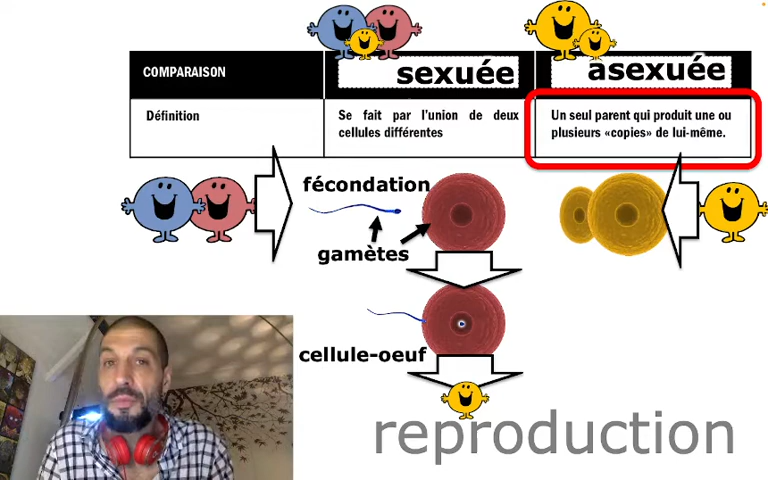 COMPARAISON
sexuée
asexuée
Définition
Se fait par l'union de deux
cellules différentes
Un seul parent qui produit une ou
plusieurs «copies» de lui-même.
fécondation
gamètes
cellule-oeuf
reproduction